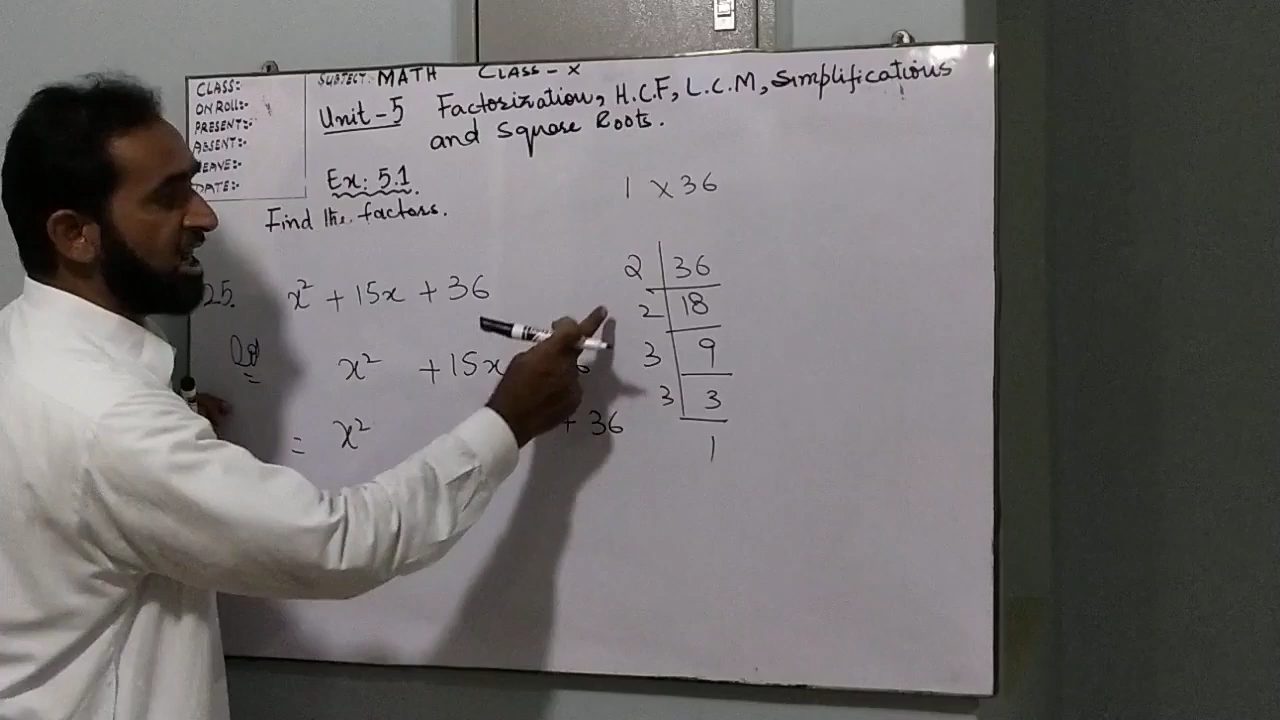 CLASS:
ON ROLL:-
PRESENT:-
ABSENT:-
LEAVE:-
DATE:-
SUBJECT: MATH CLASS - X
Unit-5 Factorization, H.C.F, L.C.M, Simplifications
and Square Roots.
Ex: 5.1
Find the factors.
25. x² + 15x + 36
x² + 15x
= x² + 36
1 x 36
2 | 36
2 | 18
3 | 9
3 | 3
1